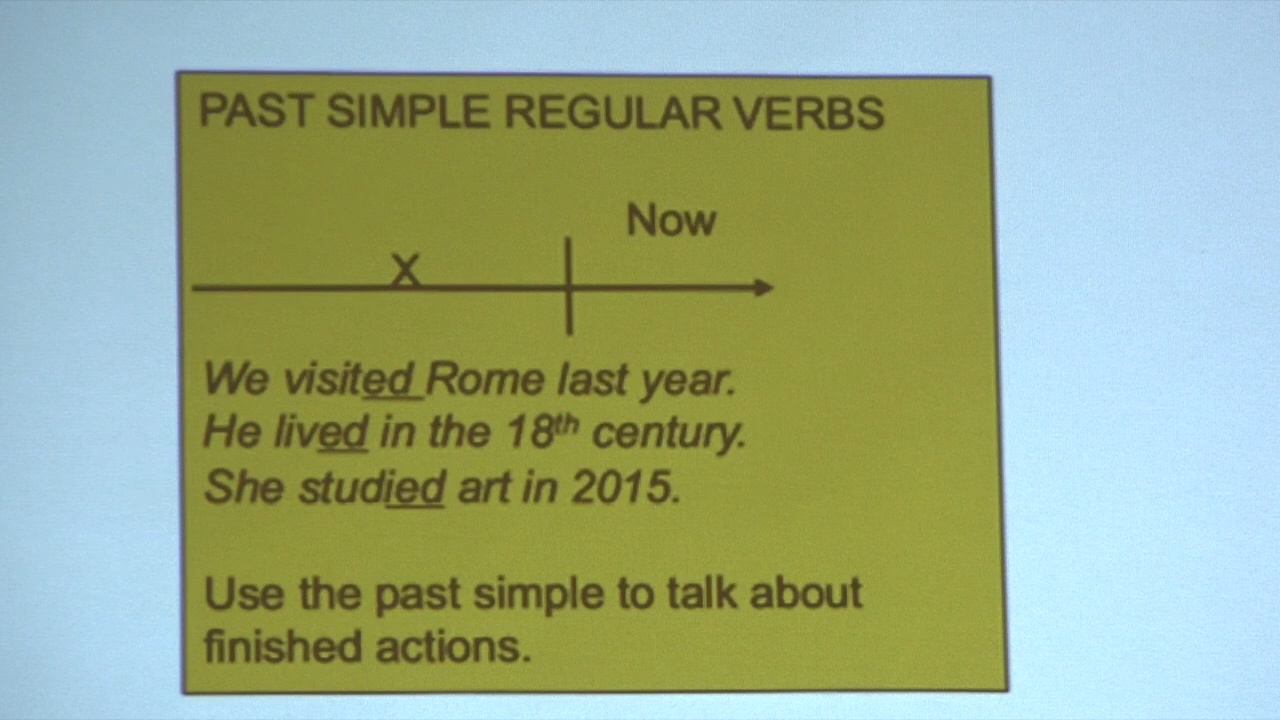 PAST SIMPLE REGULAR VERBS
Now
X
We visited Rome last year.
He lived in the 18th century.
She studied art in 2015.
Use the past simple to talk about
finished actions.